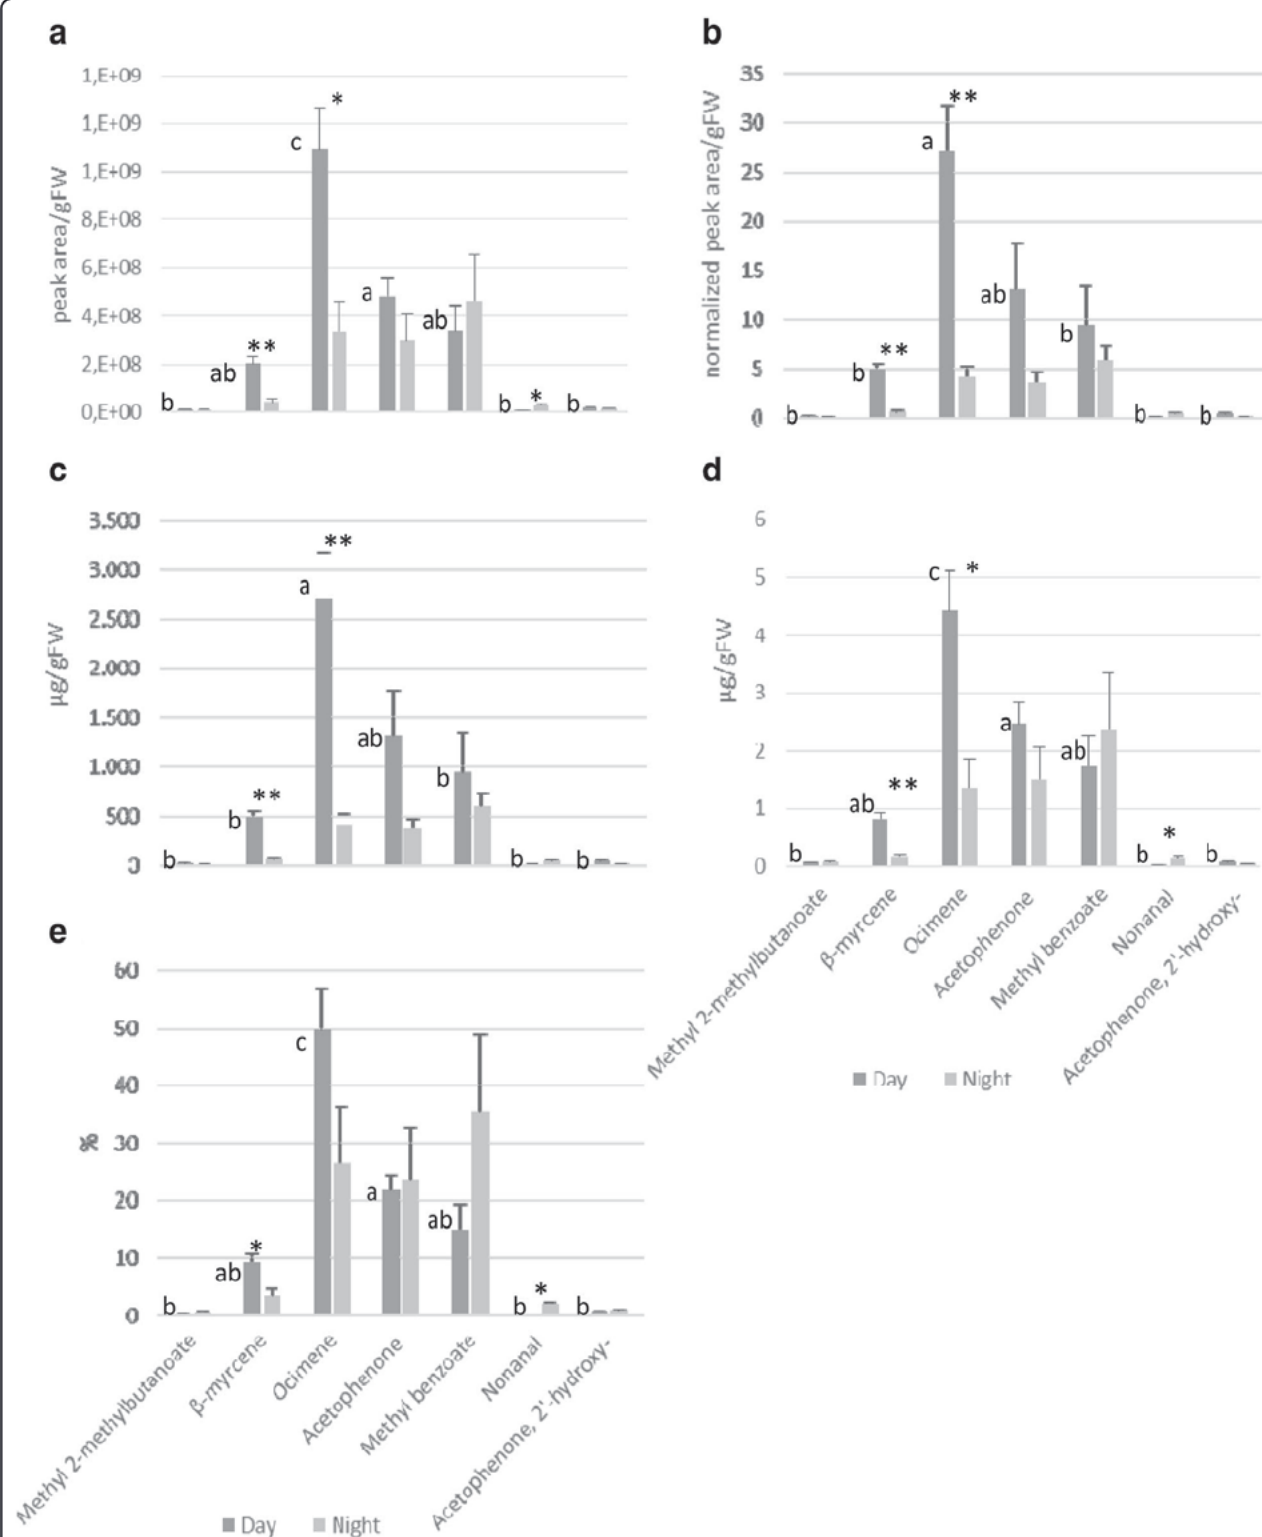 a
1,E+09
1,E+09
1,E+09
8,E+08
6,E+08
4,E+08
2,E+08
0,E+00
peak area/gFW
b
ab
**
c
*
a
ab
b
*
b
b
35
30
25
20
15
10
5
0
normalized peak area/gFW
b
b
**
a
**
ab
b
b
b
c
3.500
3.000
2.500
2.000
1.500
1.000
500
0
µg/gFW
b
b
**
a
**
ab
b
b
b
d
6
5
4
3
2
1
0
µg/gFW
b
ab
**
c
*
a
ab
b
*
b
Methyl 2-methylbutanoate
β-myrcene
Ocimene
Acetophenone
Methyl benzoate
Nonanal
Acetophenone, 2'-hydroxy-
Day
Night
e
60
50
40
30
20
10
0
%
b
ab
*
c
a
ab
b
*
b
Methyl 2-methylbutanoate
β-myrcene
Ocimene
Acetophenone
Methyl benzoate
Nonanal
Acetophenone, 2'-hydroxy-
Day
Night